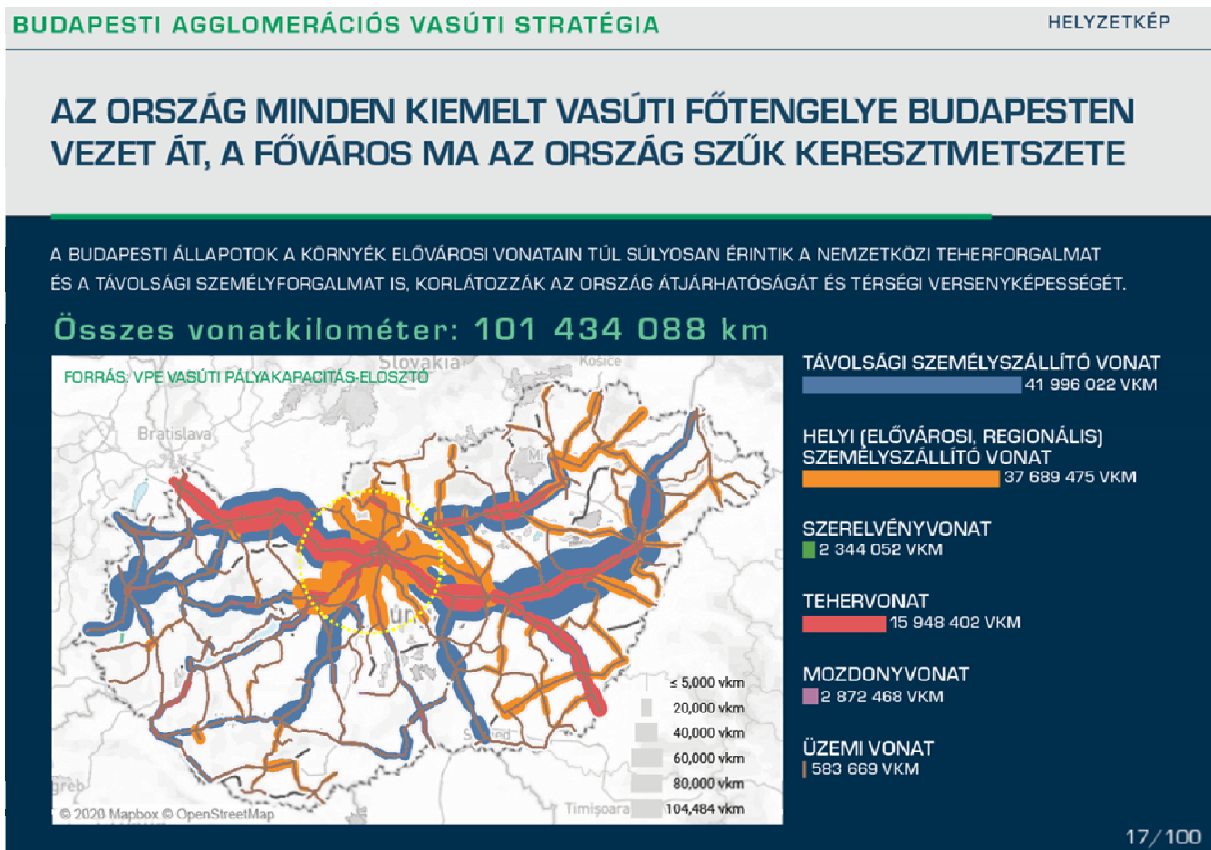 BUDAPESTI AGGLOMERÁCIÓS VASÚTI STRATÉGIA
HELYZETKÉP
AZ ORSZÁG MINDEN KIEMELT VASÚTI FŐTENGELYE BUDAPESTEN
VEZET ÁT, A FŐVÁROS MA AZ ORSZÁG SZŰK KERESZTMETSZETE
A BUDAPESTI ÁLLAPOTOK A KÖRNYÉK ELŐVÁROSI VONATAIN TÚL SÚLYOSAN ÉRINTIK A NEMZETKÖZI TEHERFORGALMAT
ÉS A TÁVOLSÁGI SZEMÉLYFORGALMAT IS, KORLÁTOZZÁK AZ ORSZÁG ÁTJÁRHATÓSÁGÁT ÉS TÉRSÉGI VERSENYKÉPESSÉGÉT.
Összes vonatkilométer: 101 434 088 km
Slovakia
Košice
FORRÁS: VPE VASÚTI PÁLYAKAPACITÁS-ELOSZTÓ
Bratislava
Mi
≤ 5,000 vkm
20,000 vkm
40,000 vkm
60,000 vkm
80,000 vkm
104,484 vkm
greb
Timișoara
© 2020 Mapbox © OpenStreetMap
TÁVOLSÁGI SZEMÉLYSZÁLLÍTÓ VONAT
41 996 022 VKM
HELYI (ELŐVÁROSI, REGIONÁLIS)
SZEMÉLYSZÁLLÍTÓ VONAT
37 689 475 VKM
SZERELVÉNYVONAT
2 344 052 VKM
TEHERVONAT
15 948 402 VKM
MOZDONYVONAT
2 872 468 VKM
ÜZEMI VONAT
583 669 VKM
17/100